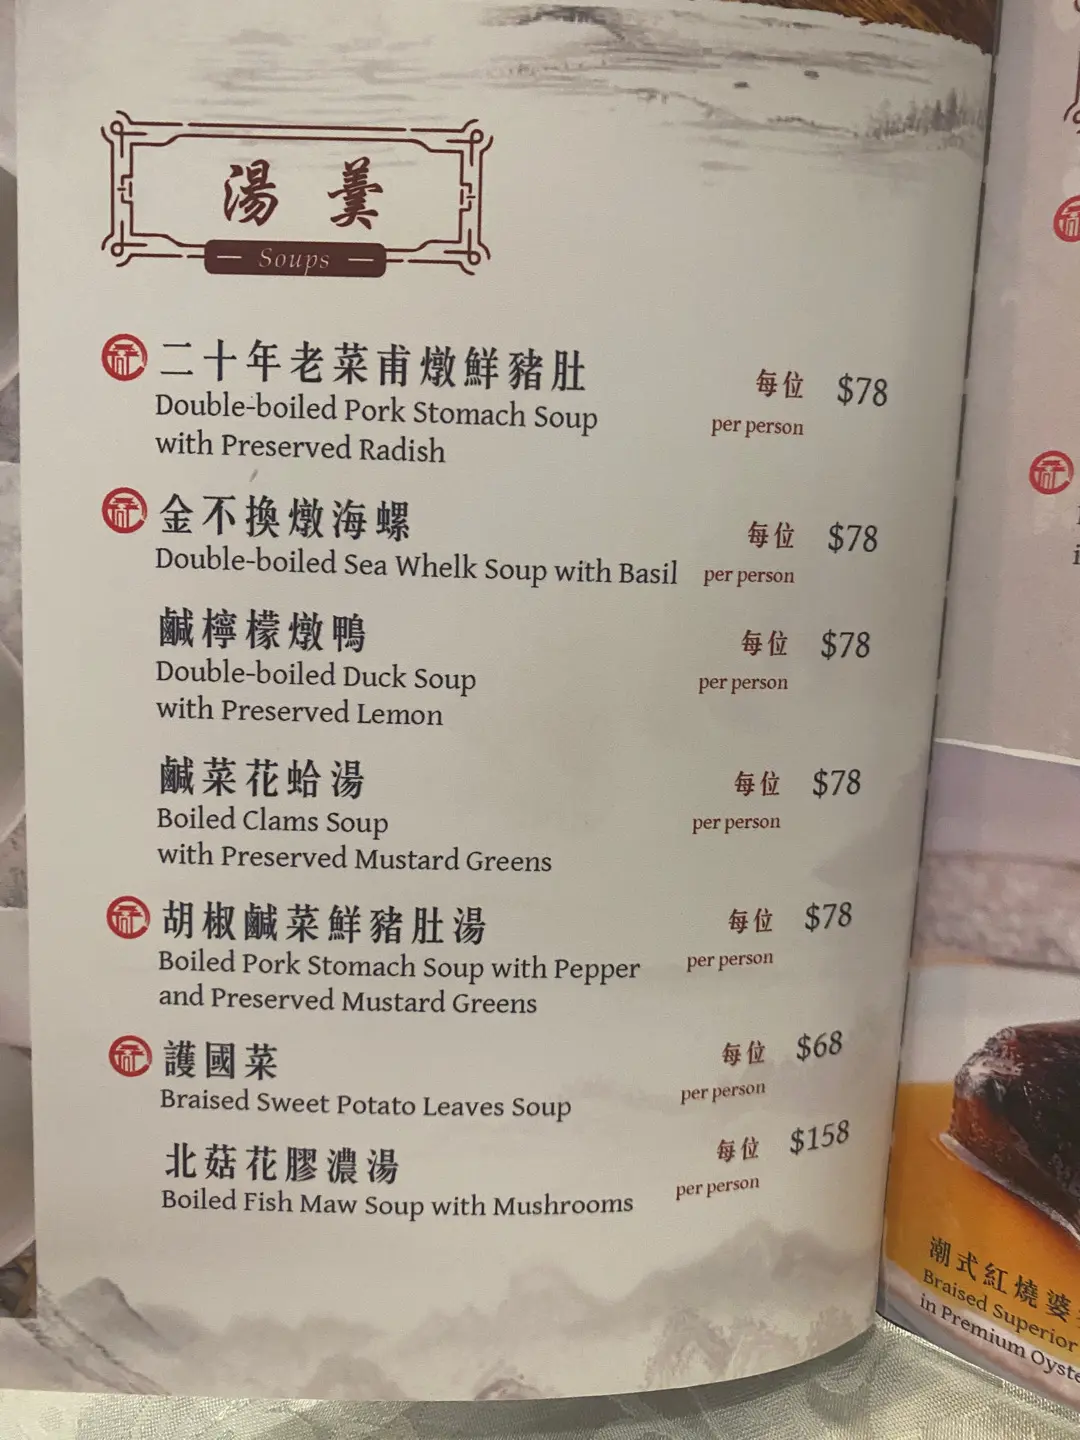 湯羹
Soups
二十年老菜甫燉鮮豬肚
Double-boiled Pork Stomach Soup
with Preserved Radish
每位 $78
per person
金不換燉海螺
Double-boiled Sea Whelk Soup with Basil
每位 $78
per person
鹹檸檬燉鴨
Double-boiled Duck Soup
with Preserved Lemon
每位 $78
per person
鹹菜花蛤湯
Boiled Clams Soup
with Preserved Mustard Greens
每位 $78
per person
胡椒鹹菜鮮豬肚湯
Boiled Pork Stomach Soup with Pepper
and Preserved Mustard Greens
每位 $78
per person
護國菜
Braised Sweet Potato Leaves Soup
每位 $68
per person
北菇花膠濃湯
Boiled Fish Maw Soup with Mushrooms
每位 $158
per person
潮式紅燒婆
Braised Superior
in Premium Oyste